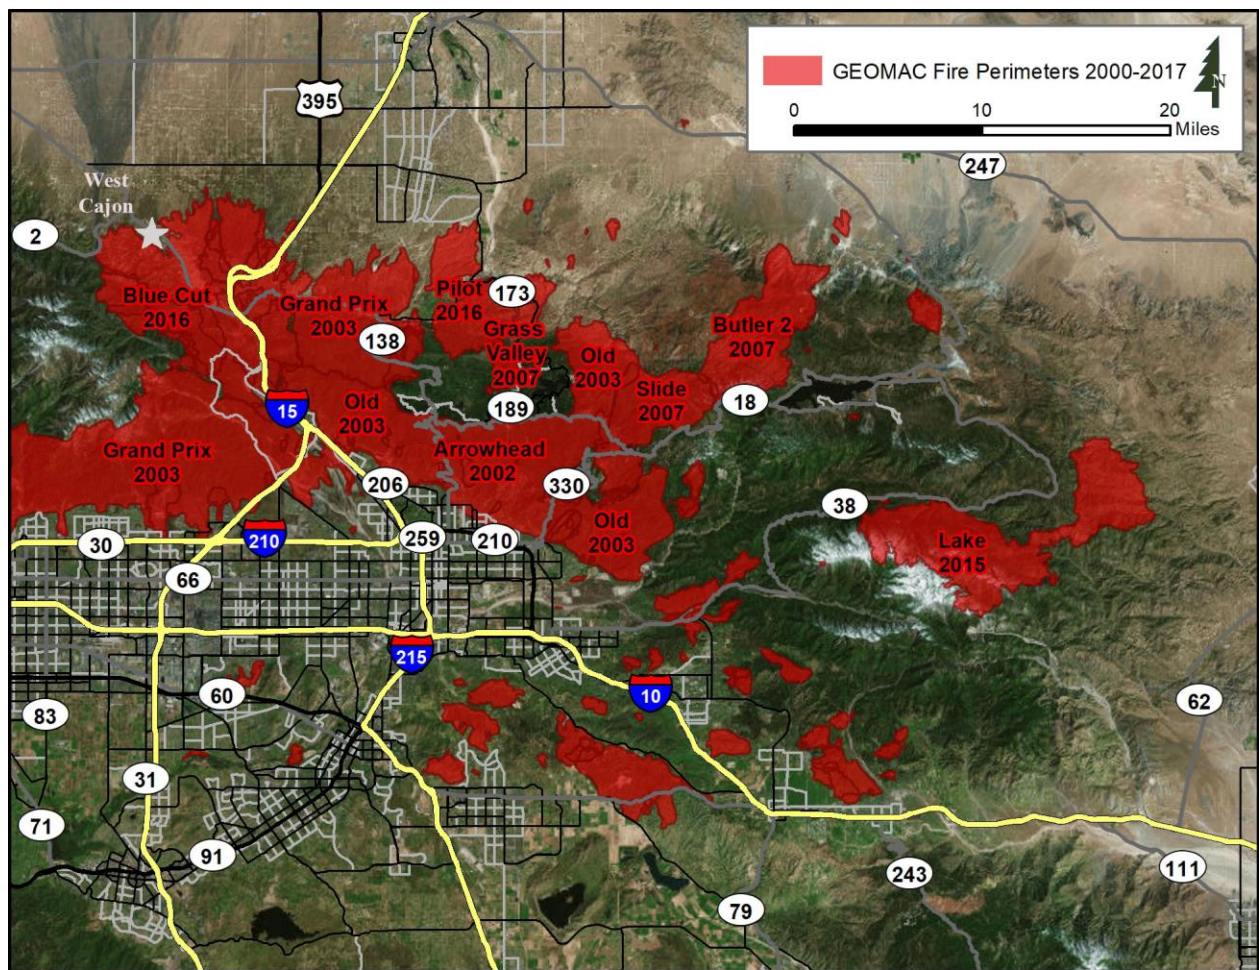 GEOMAC Fire Perimeters 2000-2017
N
0
10
20
Miles
395
247
West
Cajon
2
Blue Cut
2016
Grand Prix
2003
138
Pilot
2016
173
Grass
Valley
2007
Old
2003
Butler 2
2007
Slide
2007
18
189
15
Old
2003
Grand Prix
2003
Arrowhead
2002
206
330
38
Old
2003
Lake
2015
30
210
259
210
66
215
10
60
83
62
31
71
91
243
111
79